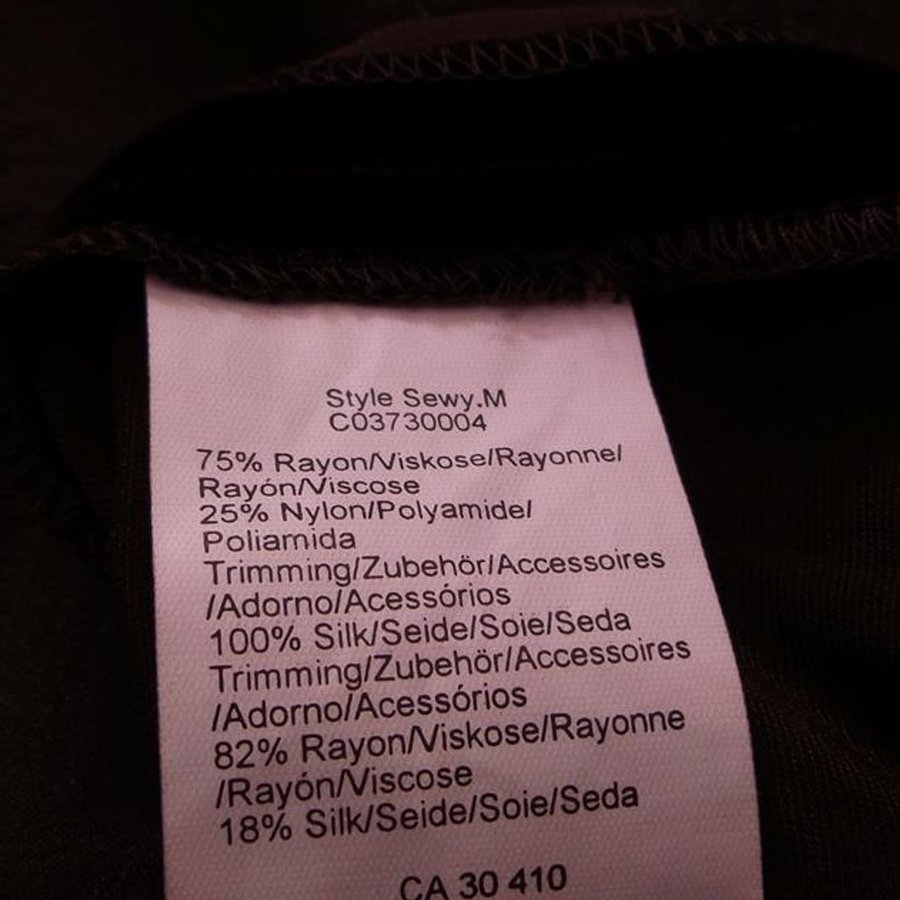 Style Sewy.M
C03730004
75% Rayon/Viskose/Rayonne/
Rayón/Viscose
25% Nylon/Polyamide/
Poliamida
Trimming/Zubehör/Accessoires
/Adorno/Acessórios
100% Silk/Seide/Soie/Seda
Trimming/Zubehör/Accessoires
/Adorno/Acessórios
82% Rayon/Viskose/Rayonne
/Rayón/Viscose
18% Silk/Seide/Soie/Seda
CA 30 410